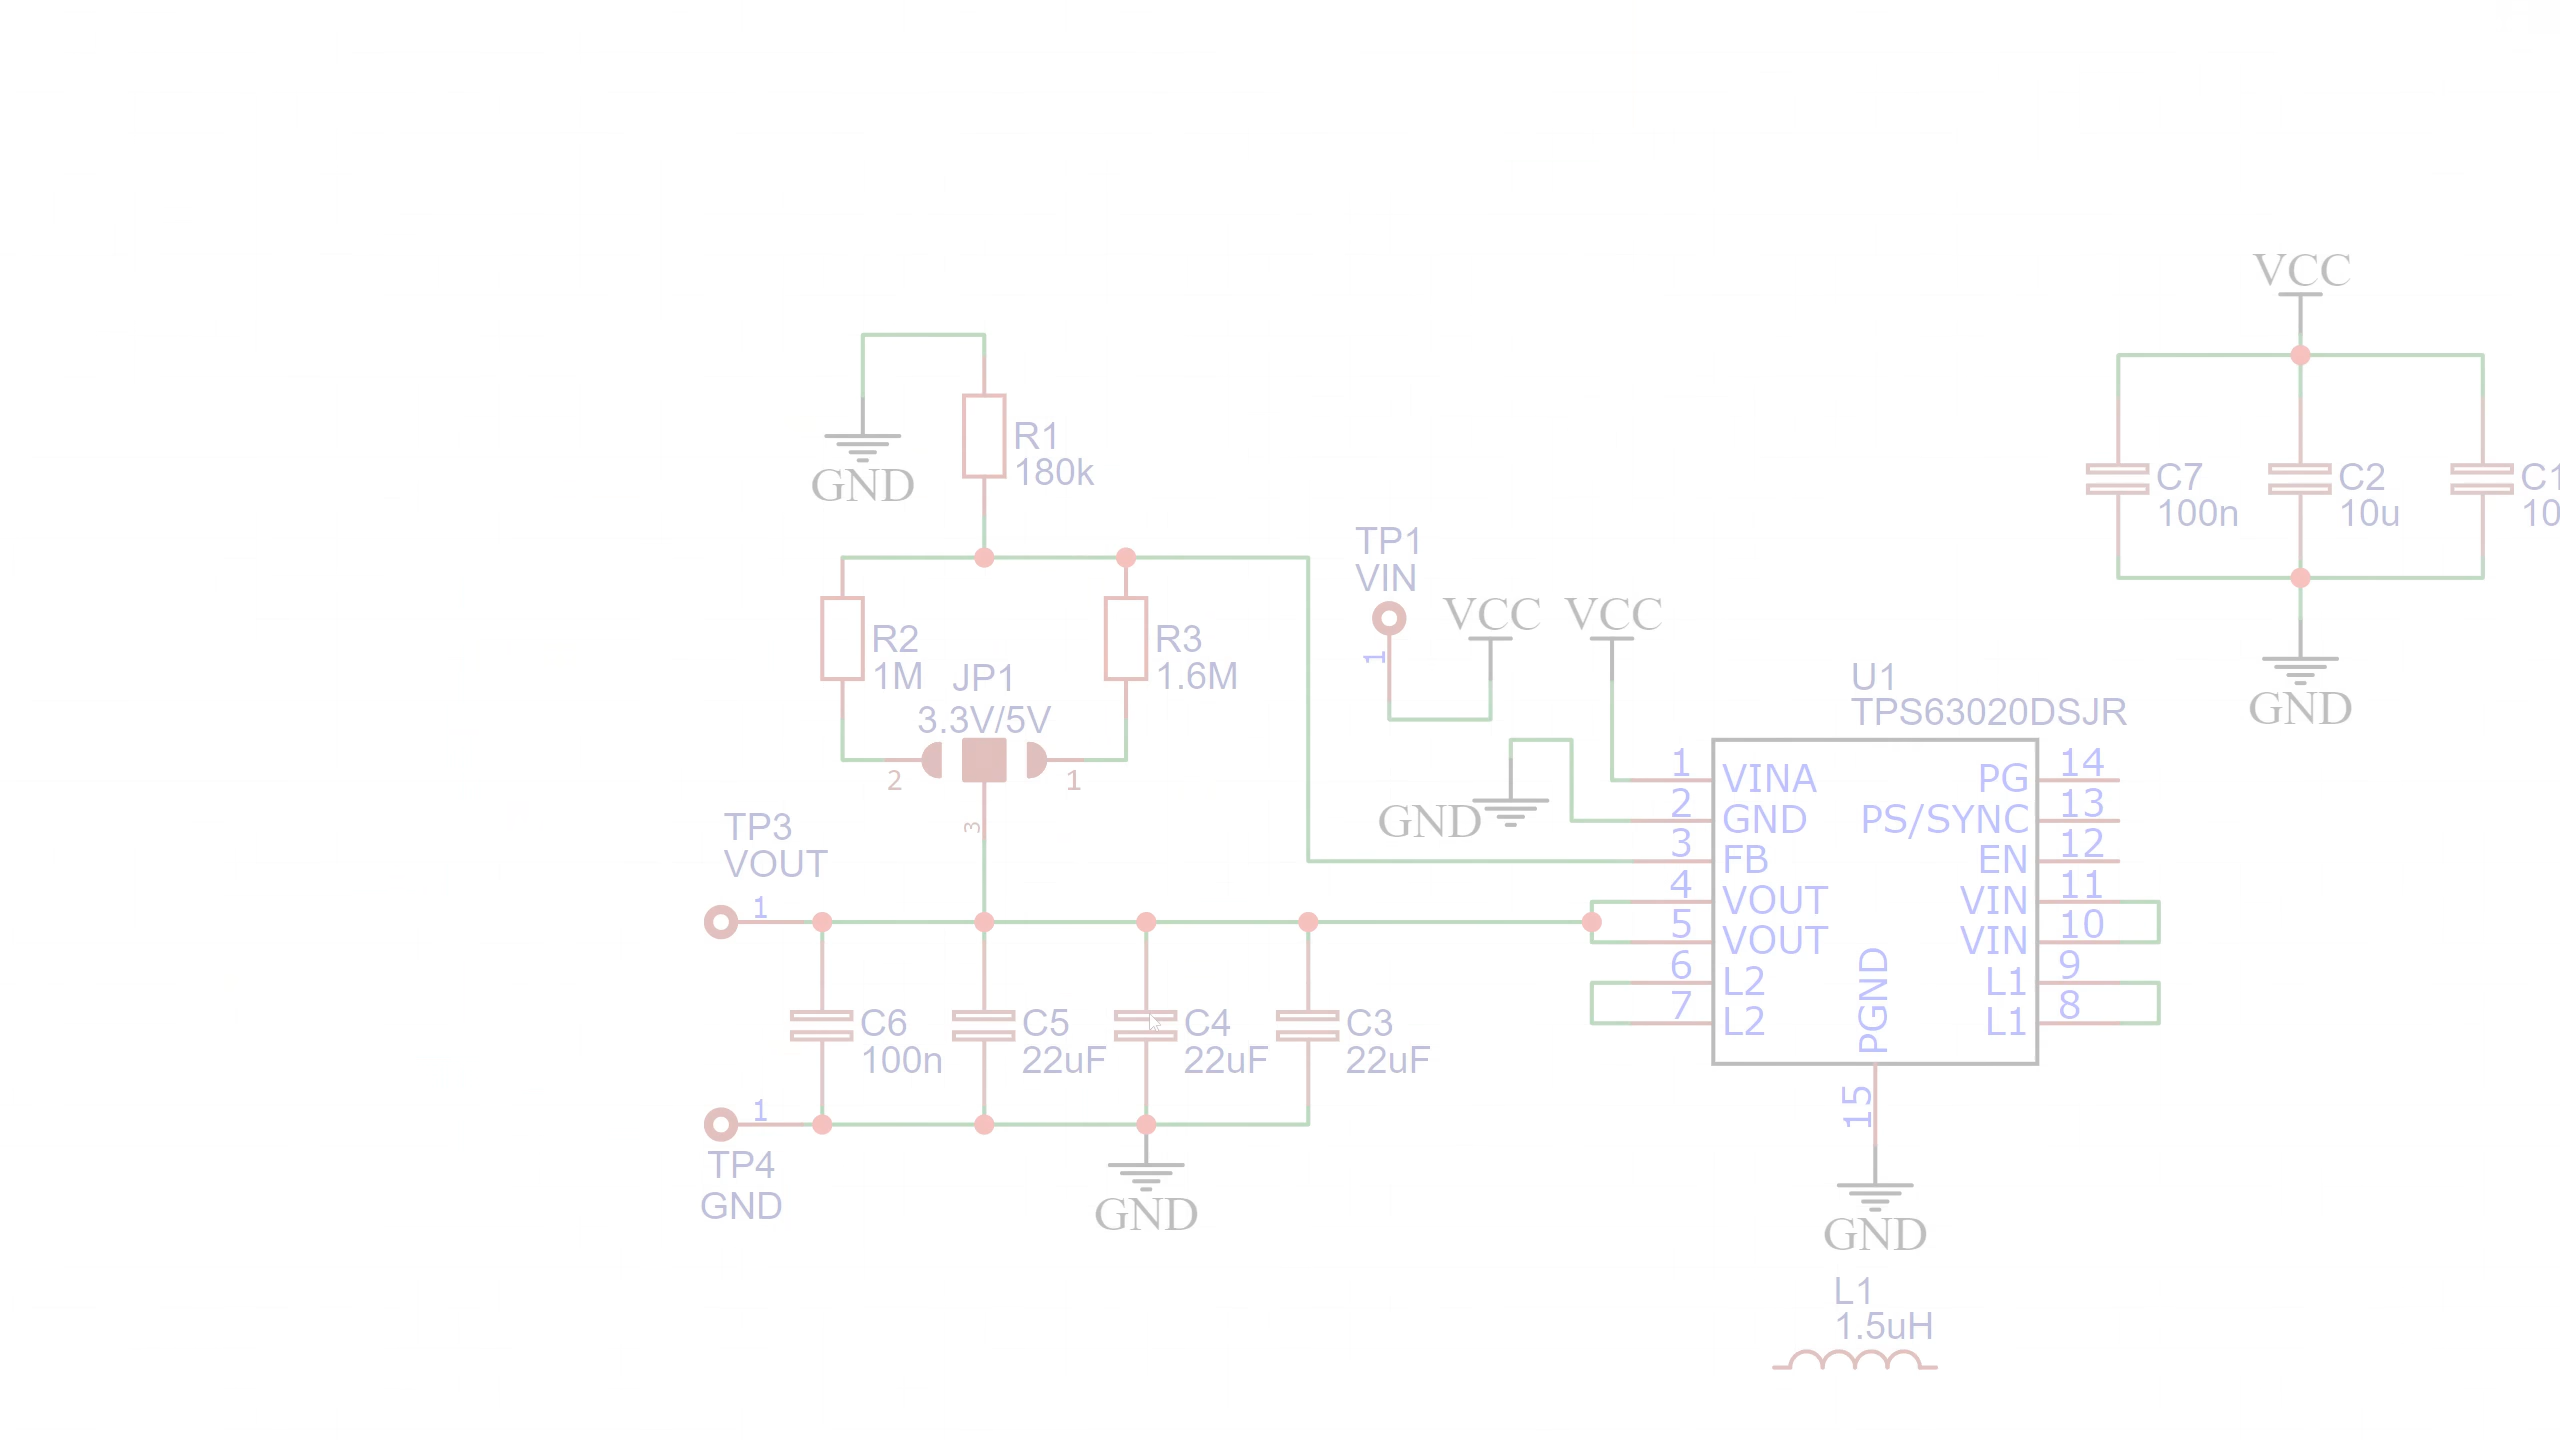 VCC
R1
180k
GND
C7
100n
C2
10u
TP1
VIN
1
VCC
VCC
R2
1M
R3
1.6M
JP1
3.3V/5V
2
1
3
GND
U1
TPS63020DSJR
1
VINA
PG
14
2
GND
PS/SYNC
13
3
FB
EN
12
4
VOUT
VIN
11
5
VOUT
VIN
10
6
L2
L1
9
7
L2
L1
8
PGND
15
GND
GND
TP3
VOUT
1
C6
100n
C5
22uF
C4
22uF
C3
22uF
1
TP4
GND
GND
GND
L1
1.5uH